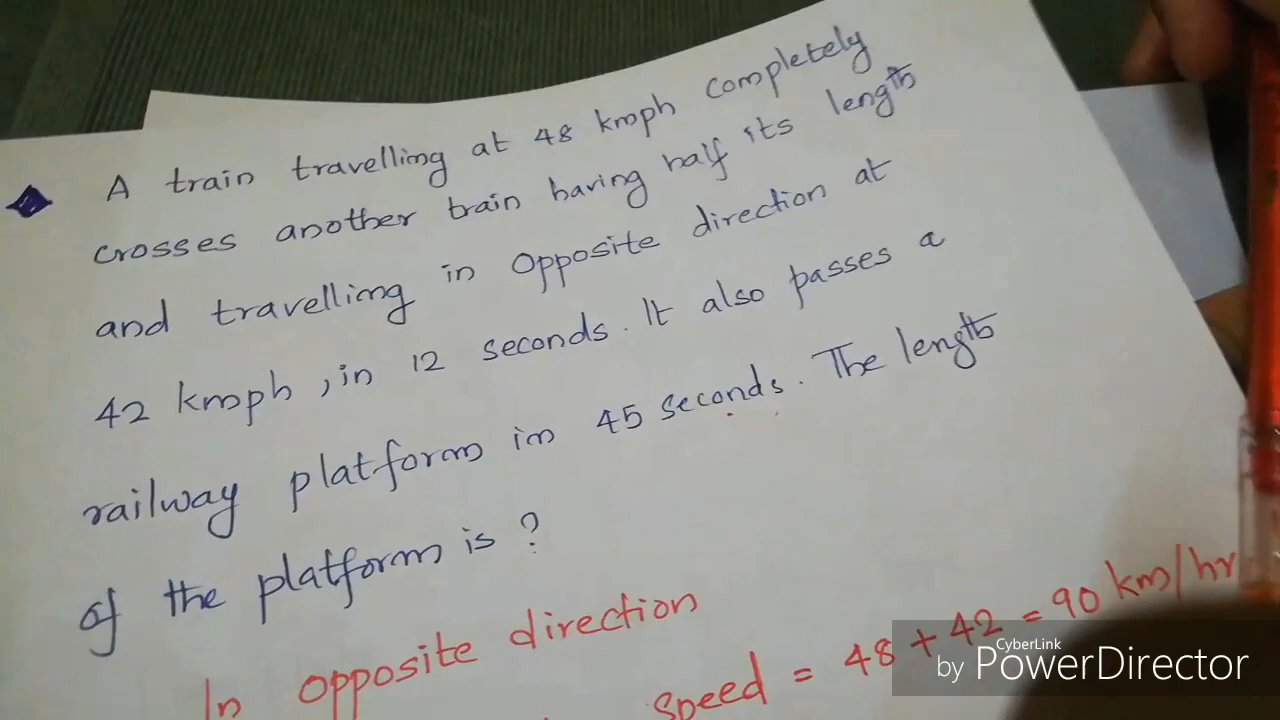 A train travelling at 48 kmph completely
crosses another train having half its length
and travelling in opposite direction at
42 kmph, in 12 seconds. It also passes a
railway platform in 45 seconds. The length
of the platform is ?
In opposite direction
Speed = 48 + 42 = 90 km/hr
CyberLink
by PowerDirector